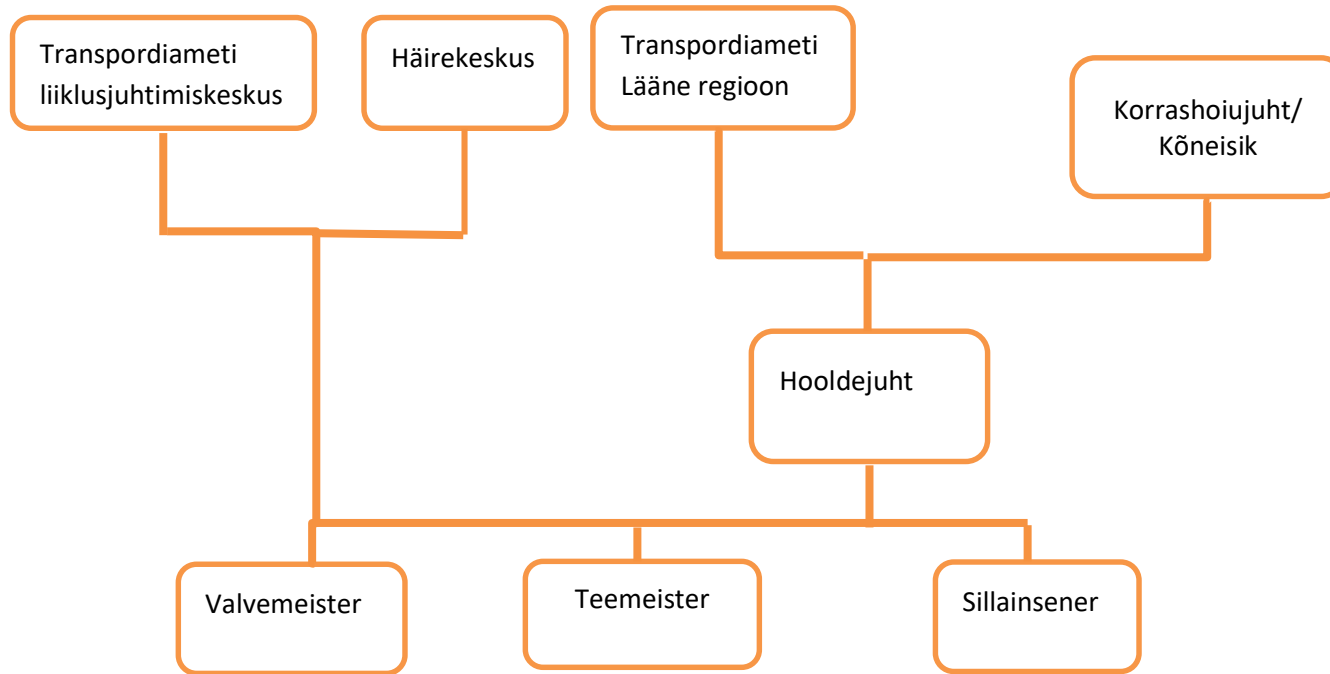 Transpordiameti
liiklusjuhtimiskeskus
Häirekeskus
Transpordiameti
Lääne regioon
Korrashoiujuht/
Kõneisik
Hooldejuht
Valvemeister
Teemeister
Sillainsener